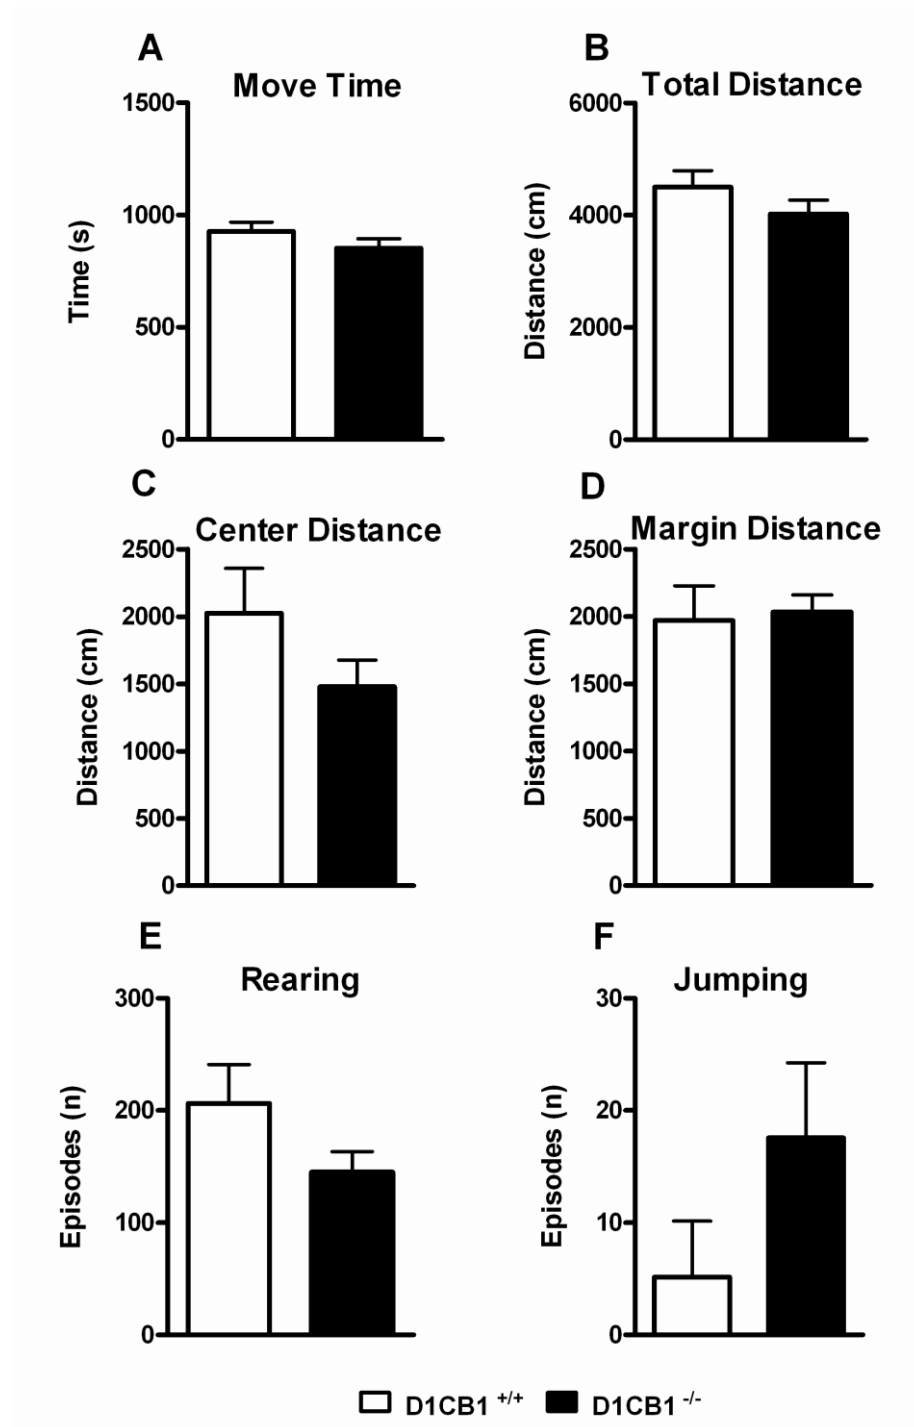 A
Move Time
1500
1000
500
0
Time (s)
B
Total Distance
6000
4000
2000
0
Distance (cm)
C
Center Distance
2500
2000
1500
1000
500
0
Distance (cm)
D
Margin Distance
2500
2000
1500
1000
500
0
Distance (cm)
E
Rearing
300
200
100
0
Episodes (n)
F
Jumping
30
20
10
0
Episodes (n)
D1CB1 +/+ D1CB1 -/-